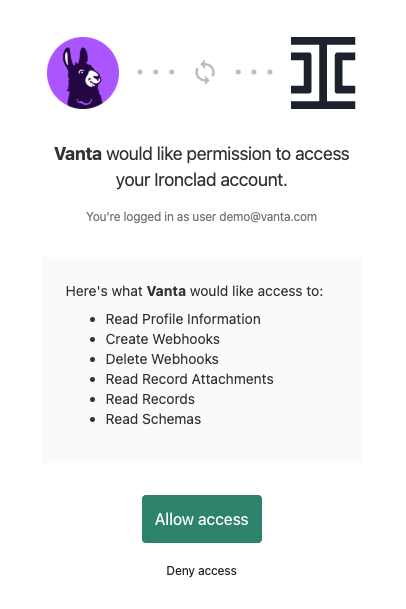 Vanta would like permission to access
your Ironclad account.
You're logged in as user demo@vanta.com
Here's what Vanta would like access to:
• Read Profile Information
• Create Webhooks
• Delete Webhooks
• Read Record Attachments
• Read Records
• Read Schemas
Allow access
Deny access